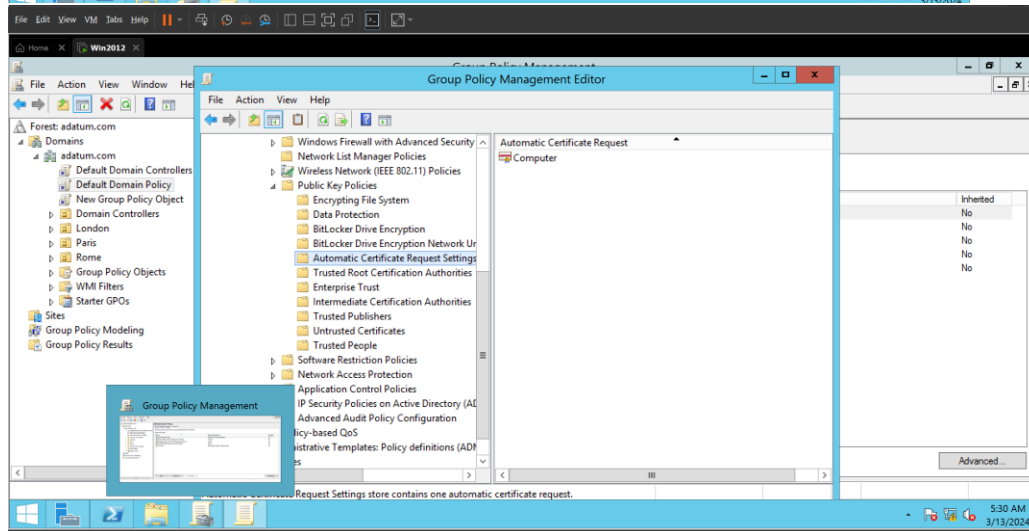 3/13/2024
File Edit View VM Tabs Help
Home Win2012
Group Policy Management
File Action View Window Hel
Group Policy Management Editor
File Action View Help
Forest: adatum.com
Domains
adatum.com
Default Domain Controllers
Default Domain Policy
New Group Policy Object
Domain Controllers
London
Paris
Rome
Group Policy Objects
WMI Filters
Starter GPOs
Sites
Group Policy Modeling
Group Policy Results
Windows Firewall with Advanced Security
Network List Manager Policies
Wireless Network (IEEE 802.11) Policies
Public Key Policies
Encrypting File System
Data Protection
BitLocker Drive Encryption
BitLocker Drive Encryption Network Ur
Automatic Certificate Request Settings
Trusted Root Certification Authorities
Enterprise Trust
Intermediate Certification Authorities
Trusted Publishers
Untrusted Certificates
Trusted People
Software Restriction Policies
Network Access Protection
Application Control Policies
IP Security Policies on Active Directory (AD
Advanced Audit Policy Configuration
licy-based QoS
istrative Templates: Policy definitions (ADM
es
Automatic Certificate Request
Computer
Inherited
No
No
No
No
No
Advanced...
Group Policy Management
Automatic Certificate Request Settings store contains one automatic certificate request.
5:30 AM
3/13/2024